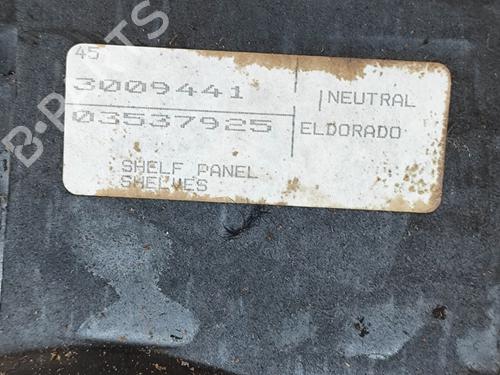 45
3009441
NEUTRAL
03537925
ELDORADO
SHELF PANEL
SHELVES
B-PARTS